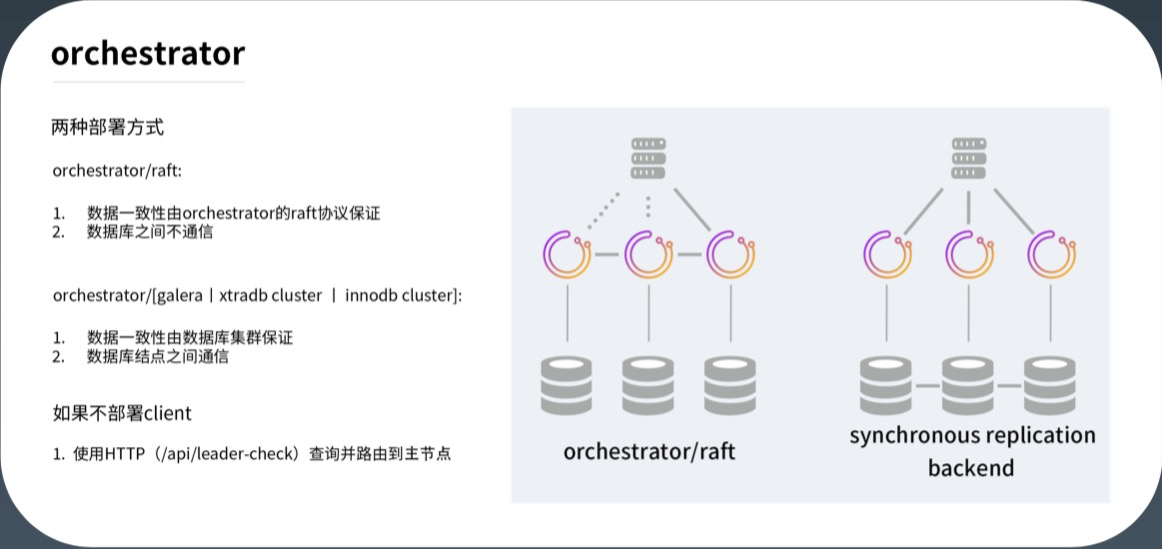 orchestrator
两种部署方式
orchestrator/raft:
1. 数据一致性由orchestrator的raft协议保证
2. 数据库之间不通信
orchestrator/[galera | xtradb cluster | innodb cluster]:
1. 数据一致性由数据库集群保证
2. 数据库结点之间通信
如果不部署client
1. 使用HTTP（/api/leader-check）查询并路由到主节点
orchestrator/raft
synchronous replication
backend